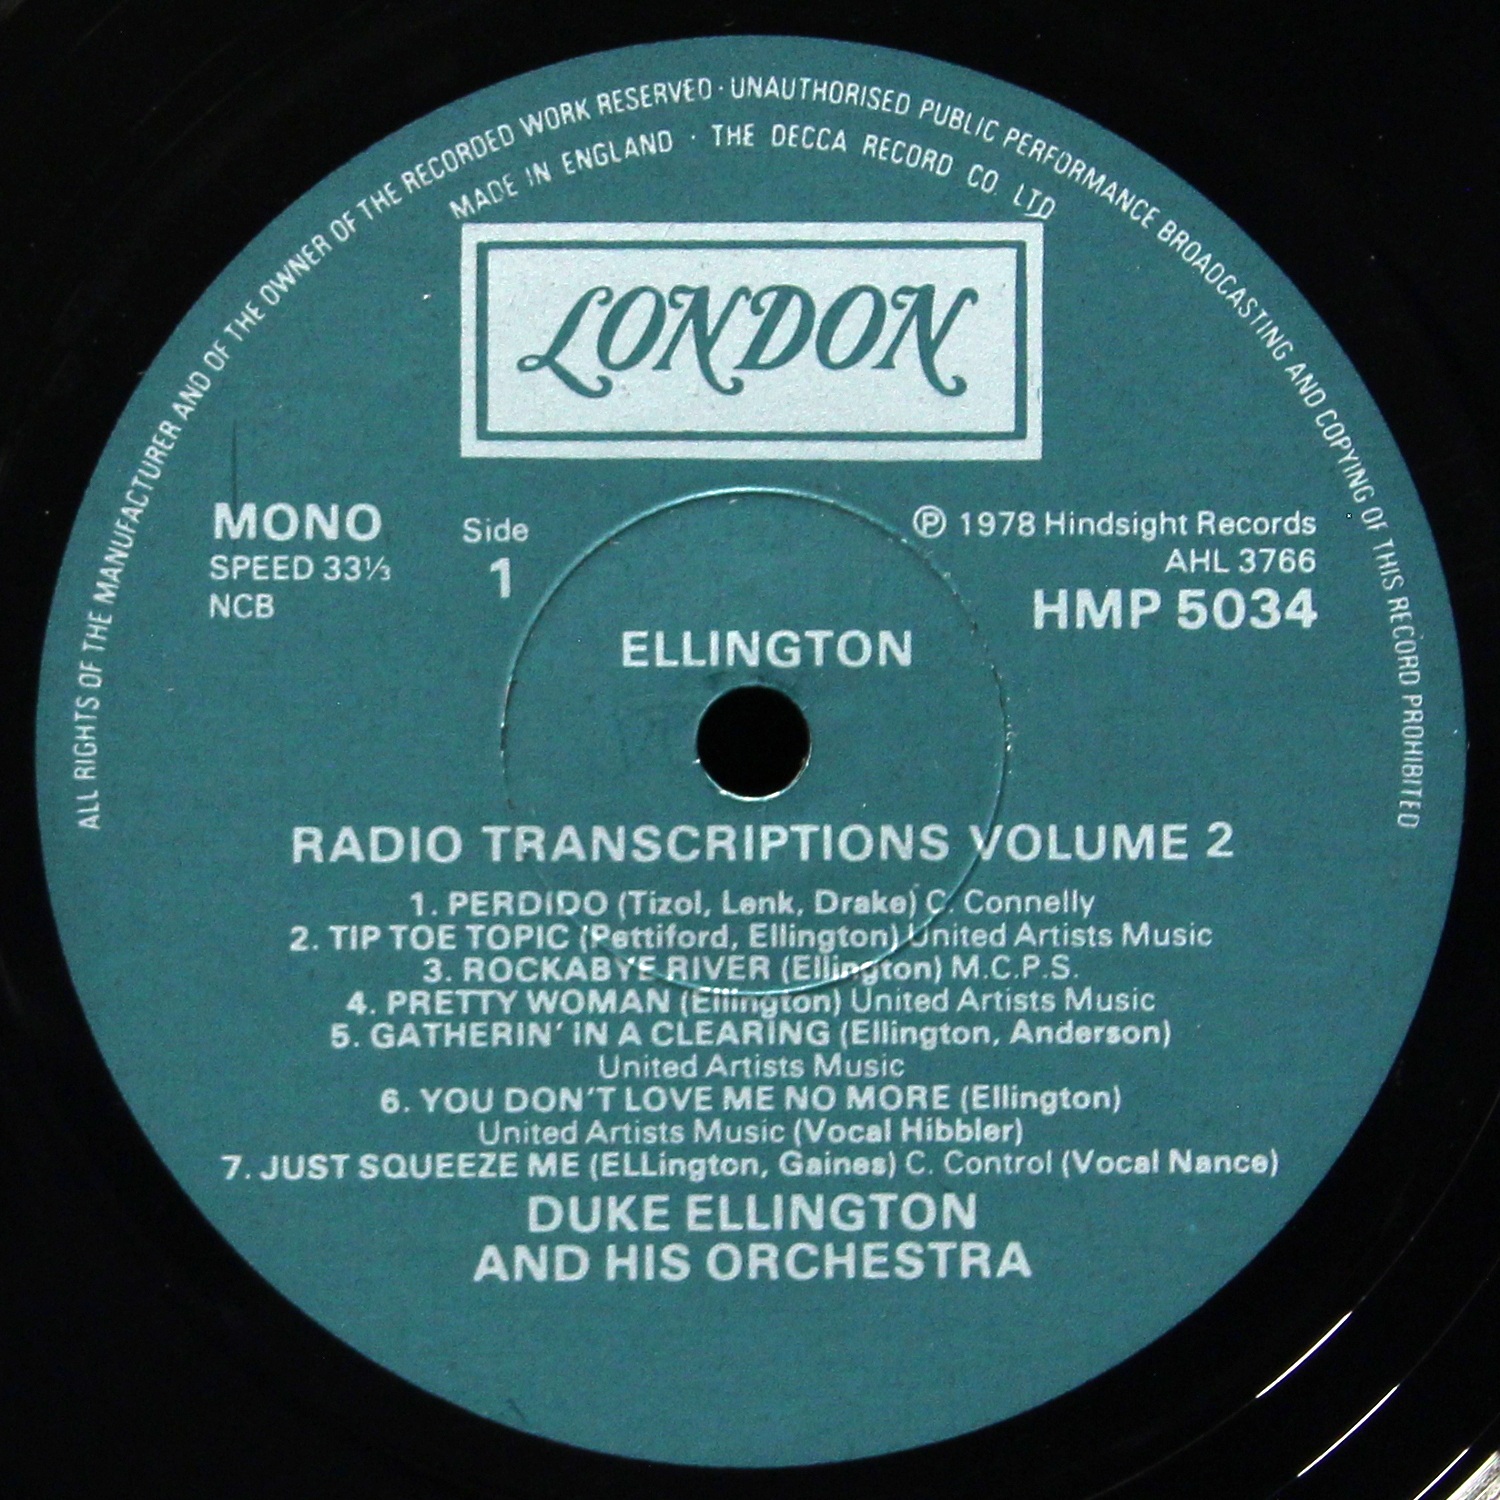 ALL RIGHTS OF THE MANUFACTURER AND OF THE OWNER OF THE RECORDED WORK RESERVED · UNAUTHORISED PUBLIC PERFORMANCE BROADCASTING AND COPYING OF THIS RECORD PROHIBITED
MADE IN ENGLAND · THE DECCA RECORD CO. LTD
LONDON
MONO
SPEED 33⅓
NCB
Side
1
Ⓟ 1978 Hindsight Records
AHL 3766
HMP 5034
ELLINGTON
RADIO TRANSCRIPTIONS VOLUME 2
1. PERDIDO (Tizol, Lenk, Drake) C. Connelly
2. TIP TOE TOPIC (Pettiford, Ellington) United Artists Music
3. ROCKABYE RIVER (Ellington) M.C.P.S.
4. PRETTY WOMAN (Ellington) United Artists Music
5. GATHERIN' IN A CLEARING (Ellington, Anderson)
United Artists Music
6. YOU DON'T LOVE ME NO MORE (Ellington)
United Artists Music (Vocal Hibbler)
7. JUST SQUEEZE ME (ELLington, Gaines) C. Control (Vocal Nance)
DUKE ELLINGTON
AND HIS ORCHESTRA